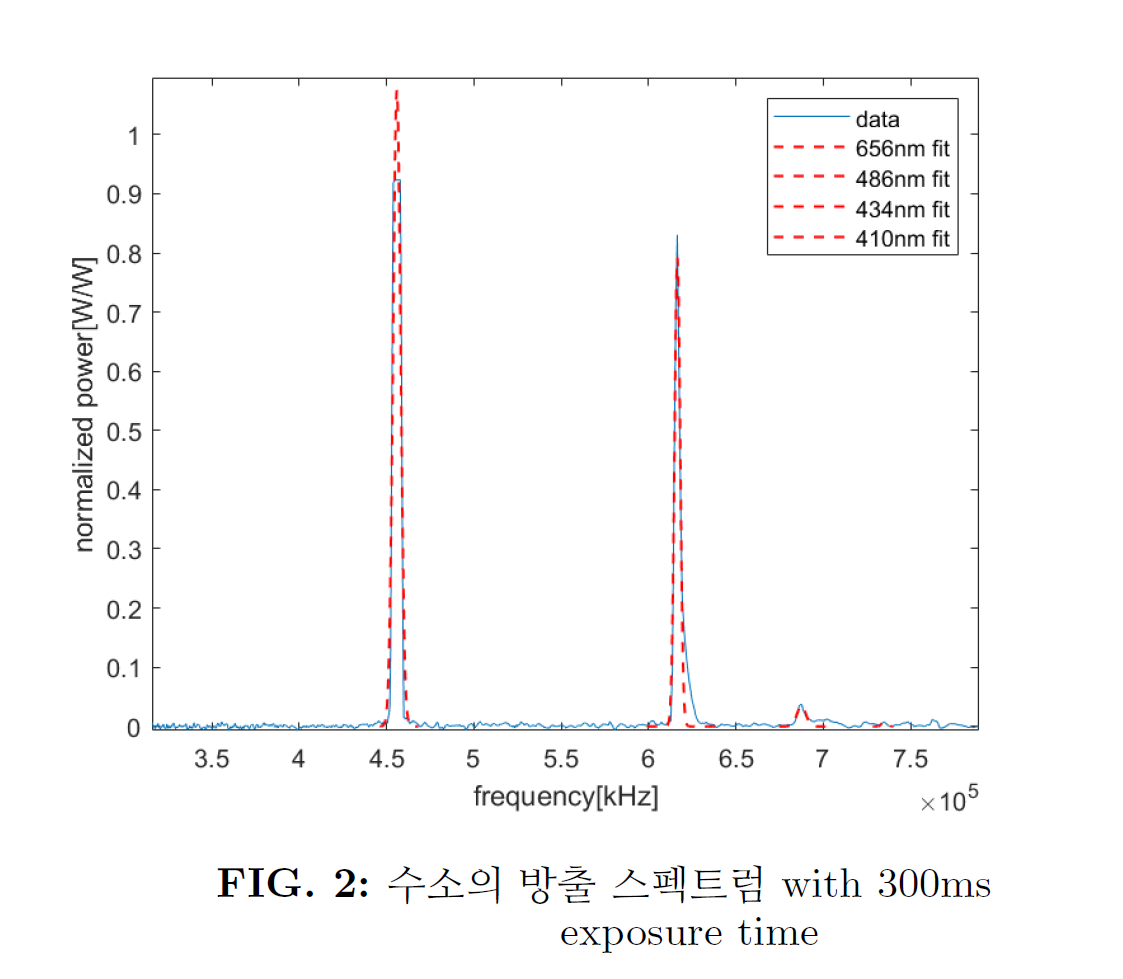 data
656nm fit
486nm fit
434nm fit
410nm fit
1
0.9
0.8
0.7
0.6
0.5
0.4
0.3
0.2
0.1
0
normalized power[W/W]
3.5 4 4.5 5 5.5 6 6.5 7 7.5
frequency[kHz]
×10^5
FIG. 2: 수소의 방출 스펙트럼 with 300ms
exposure time